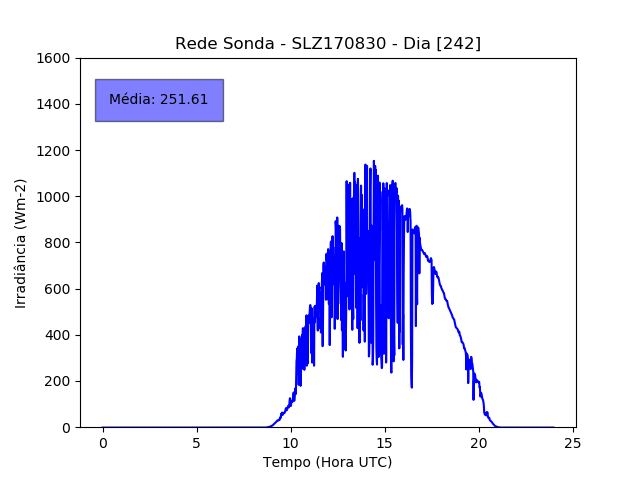 Rede Sonda - SLZ170830 - Dia [242]
1600
1400
1200
1000
800
600
400
200
0
Irradiância (Wm-2)
Média: 251.61
0 5 10 15 20 25
Tempo (Hora UTC)